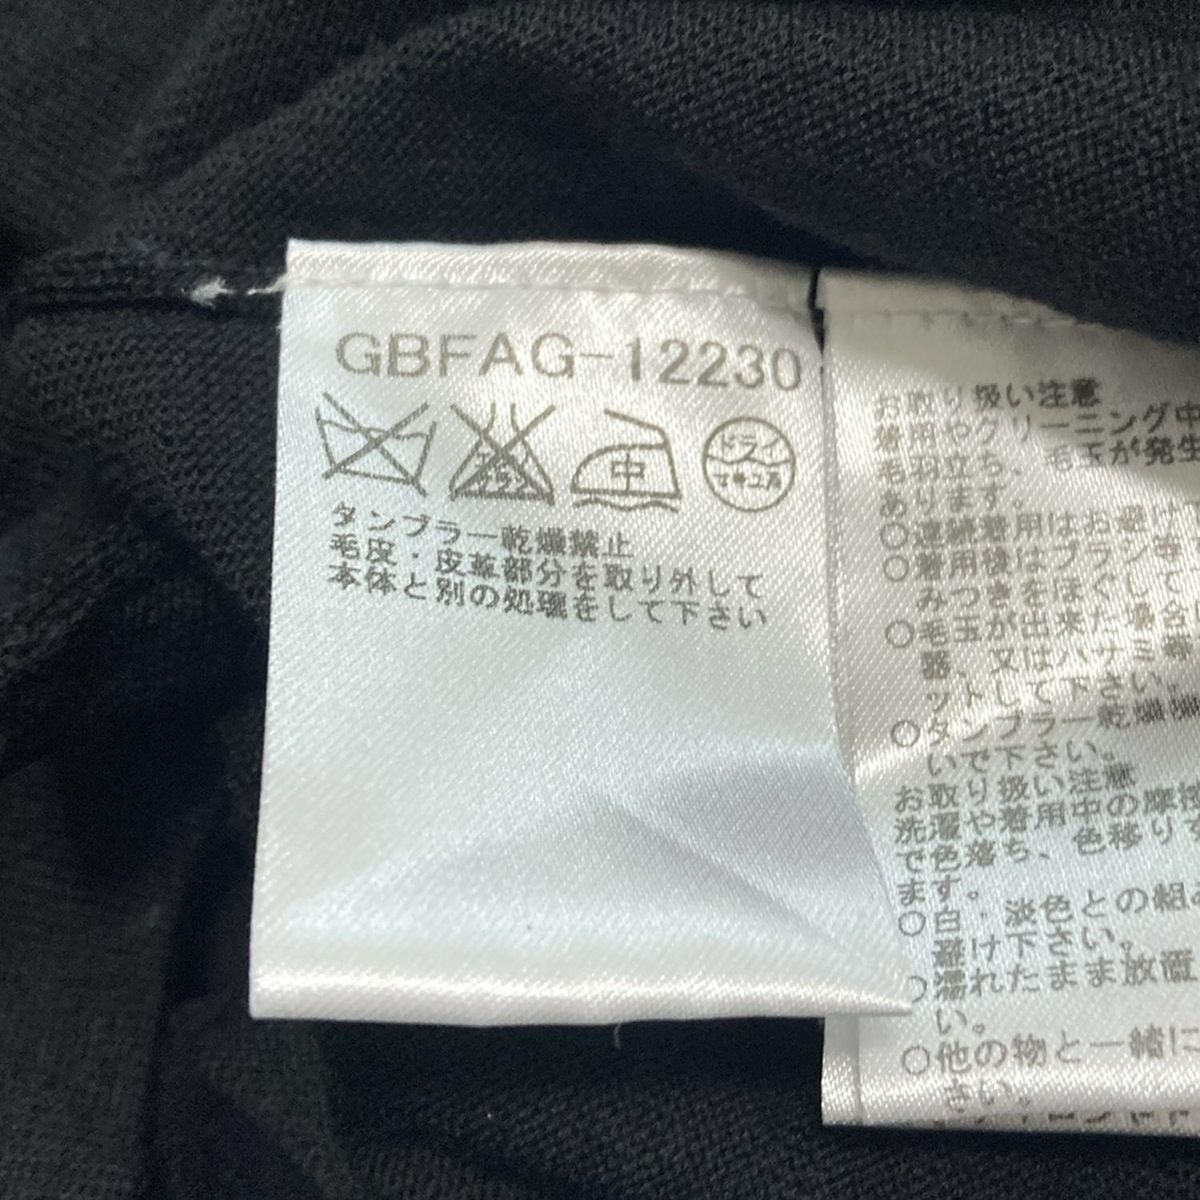 GBFAG-12230
中
ドライ
タンブラー乾燥禁止
毛皮・皮革部分を取り外して
本体と別の処理をして下さい
お取り扱い注意
着用やクリーニング中
毛羽立ち、毛玉が発生
あります。
○連続着用はお避け
○着用後はブラシ等
みつきをほぐして
○毛玉が出来た場合
器、又はハサミ等
ットして下さい。
○タンブラー乾燥機
いで下さい。
お取り扱い注意
洗濯や着用中の摩擦
で色落ち、色移りす
ます。
○白・淡色との組み
避け下さい。
○濡れたまま放置
い。
○他の物と一緒に
さい。